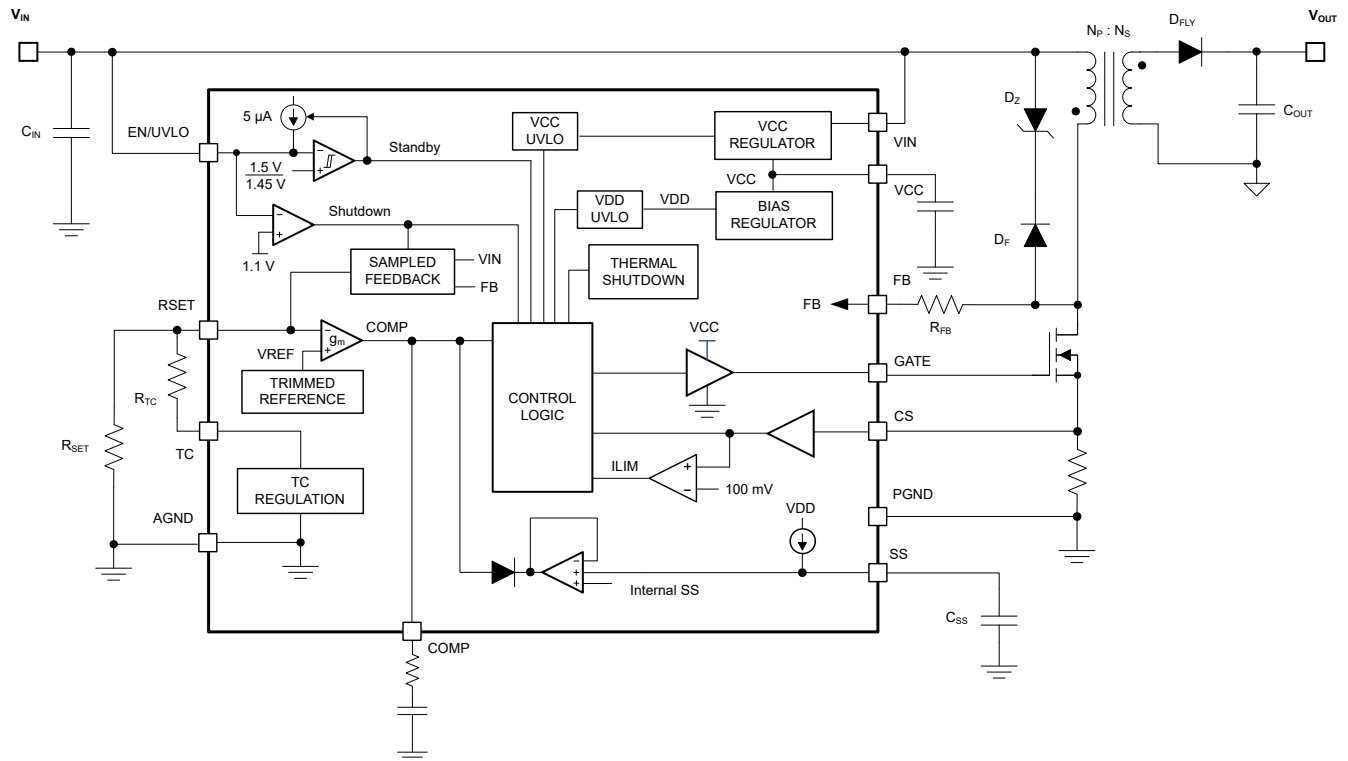 VIN
NP : NS
DFLY
VOUT
CIN
EN/UVLO
5 µA
Standby
1.5 V
1.45 V
Shutdown
1.1 V
SAMPLED
FEEDBACK
VIN
FB
VCC
UVLO
VCC
REGULATOR
VCC
VDD
UVLO
VDD
BIAS
REGULATOR
THERMAL
SHUTDOWN
VIN
VCC
DZ
DF
COUT
FB
FB
RFB
RSET
COMP
gm
VREF
TRIMMED
REFERENCE
RTC
RSET
TC
TC
REGULATION
AGND
CONTROL
LOGIC
VCC
GATE
CS
ILIM
100 mV
PGND
VDD
SS
Internal SS
CSS
COMP